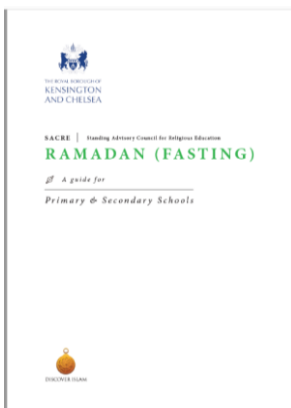 THE ROYAL BOROUGH OF
KENSINGTON
AND CHELSEA
SACRE | Standing Advisory Council for Religious Education
RAMADAN (FASTING)
A guide for
Primary & Secondary Schools
DISCOVER ISLAM